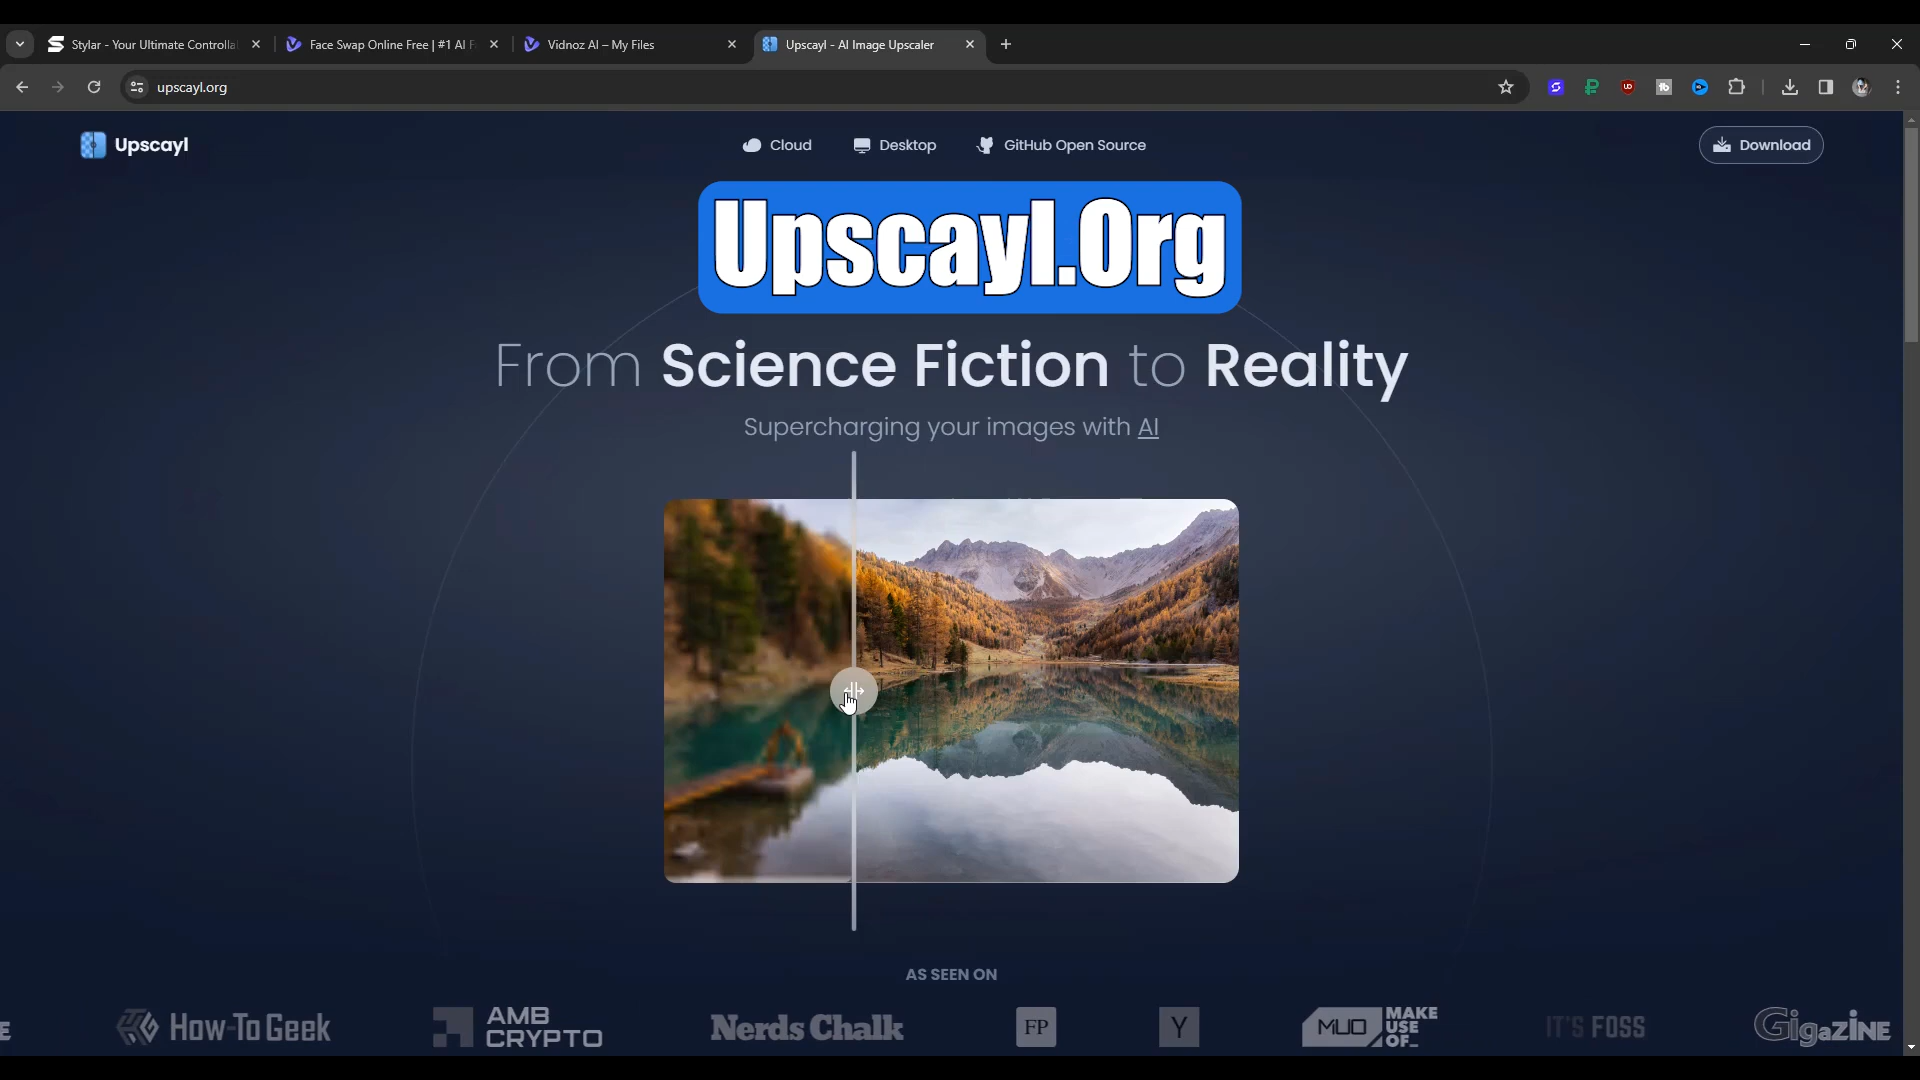 Stylar - Your Ultimate Controlla
Face Swap Online Free | #1 AI F
Vidnoz AI – My Files
Upscayl - AI Image Upscaler
upscayl.org
Upscayl
Cloud
Desktop
GitHub Open Source
Download
Upscayl.Org
From Science Fiction to Reality
Supercharging your images with AI
AS SEEN ON
How-To Geek
AMB
CRYPTO
Nerds Chalk
FP
Y
MUO
MAKE
USE
OF_
IT'S FOSS
GigaZiNE